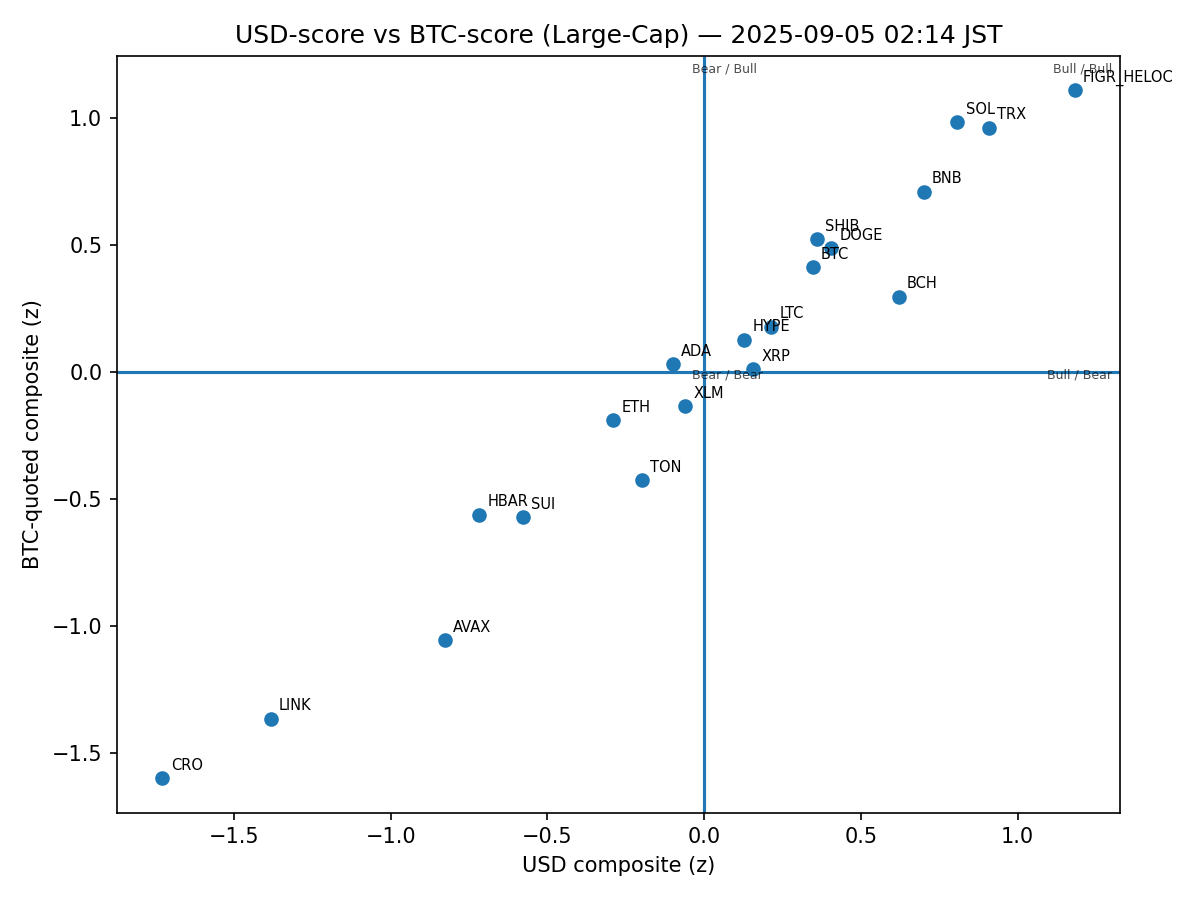 USD-score vs BTC-score (Large-Cap) — 2025-09-05 02:14 JST
Bear / Bull
Bull / Bull
FIGR_HELOC
SOL
TRX
BNB
SHIB
DOGE
BTC
BCH
LTC
HYPE
XRP
ADA
Bear / Bear
Bull / Bear
XLM
ETH
TON
HBAR
SUI
AVAX
LINK
CRO
1.0
0.5
0.0
−0.5
−1.0
−1.5
BTC-quoted composite (z)
−1.5
−1.0
−0.5
0.0
0.5
1.0
USD composite (z)